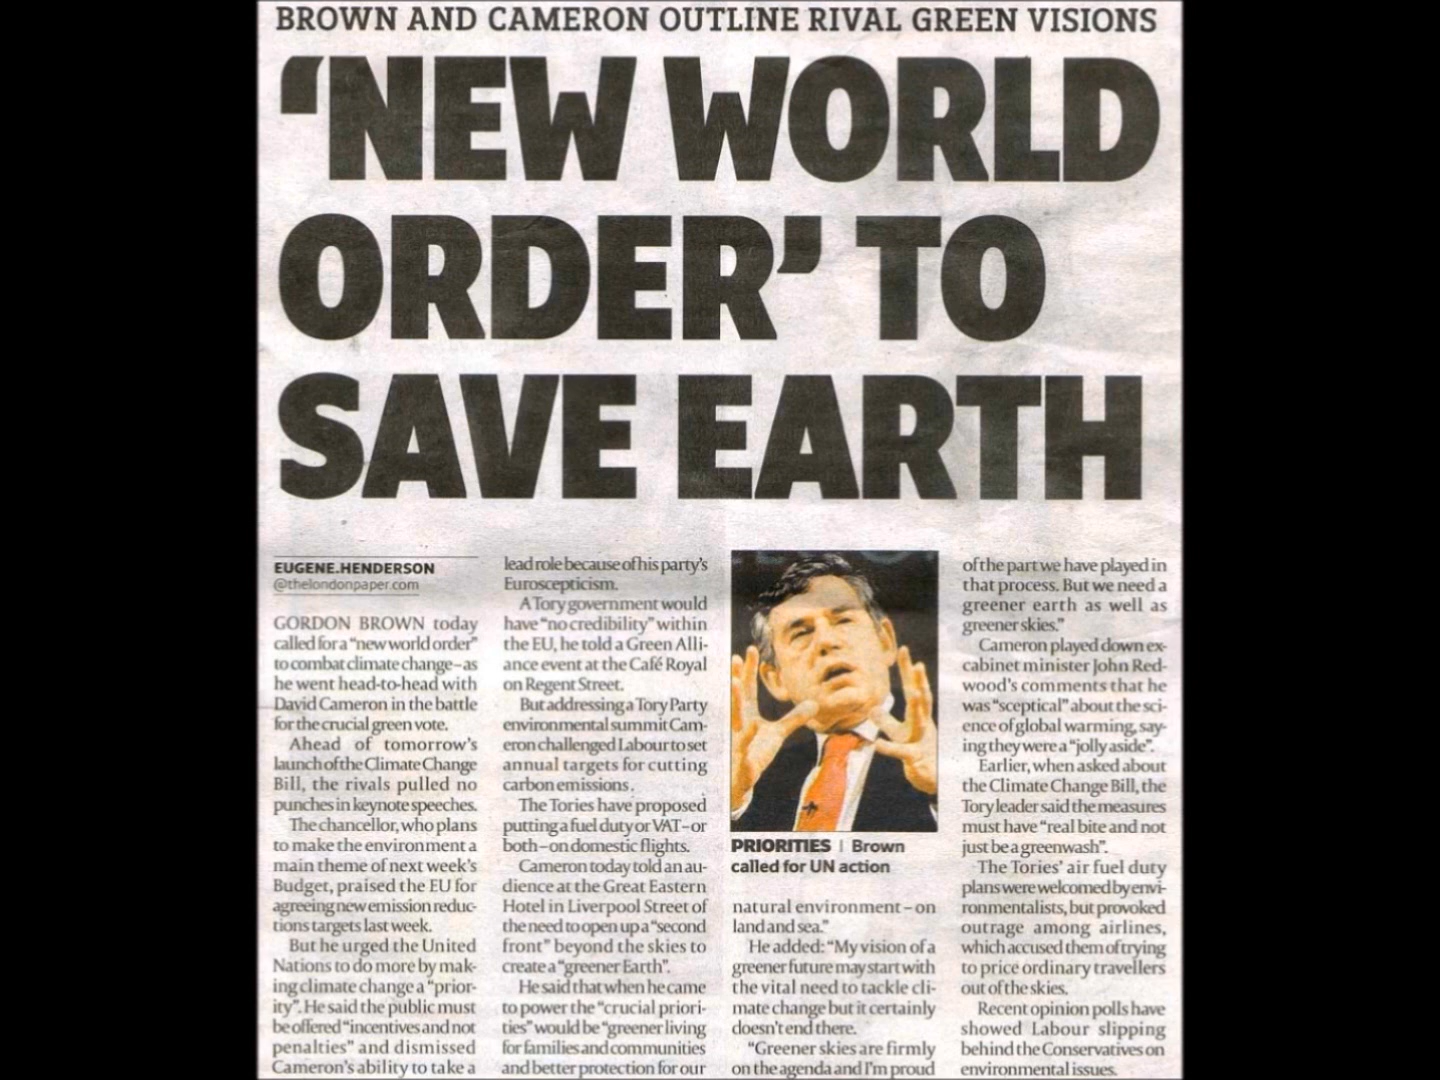 BROWN AND CAMERON OUTLINE RIVAL GREEN VISIONS
‘NEW WORLD
ORDER’ TO
SAVE EARTH
EUGENE.HENDERSON
@thelondonpaper.com
GORDON BROWN today
called for a “new world order”
to combat climate change – as
he went head-to-head with
David Cameron in the battle
for the crucial green vote.
Ahead of tomorrow’s
launch of the Climate Change
Bill, the rivals pulled no
punches in keynote speeches.
The chancellor, who plans
to make the environment a
main theme of next week’s
Budget, praised the EU for
agreeing new emission reduc-
tions targets last week.
But he urged the United
Nations to do more by mak-
ing climate change a “prior-
ity”. He said the public must
be offered “incentives and not
penalties” and dismissed
Cameron’s ability to take a
lead role because of his party’s
Euroscepticism.
A Tory government would
have “no credibility” within
the EU, he told a Green Alli-
ance event at the Café Royal
on Regent Street.
But addressing a Tory Party
environmental summit Cam-
eron challenged Labour to set
annual targets for cutting
carbon emissions.
The Tories have proposed
putting a fuel duty or VAT – or
both – on domestic flights.
Cameron today told an au-
dience at the Great Eastern
Hotel in Liverpool Street of
the need to open up a “second
front” beyond the skies to
create a “greener Earth”.
He said that when he came
to power the “crucial priori-
ties” would be “greener living
for families and communities
and better protection for our
PRIORITIES | Brown
called for UN action
natural environment – on
land and sea.”
He added: “My vision of a
greener future may start with
the vital need to tackle cli-
mate change but it certainly
doesn’t end there.
“Greener skies are firmly
on the agenda and I’m proud
of the part we have played in
that process. But we need a
greener earth as well as
greener skies.”
Cameron played down ex-
cabinet minister John Red-
wood’s comments that he
was “sceptical” about the sci-
ence of global warming, say-
ing they were a “jolly aside”.
Earlier, when asked about
the Climate Change Bill, the
Tory leader said the measures
must have “real bite and not
just be a greenwash”.
The Tories’ air fuel duty
plans were welcomed by envi-
ronmentalists, but provoked
outrage among airlines,
which accused them of trying
to price ordinary travellers
out of the skies.
Recent opinion polls have
showed Labour slipping
behind the Conservatives on
environmental issues.